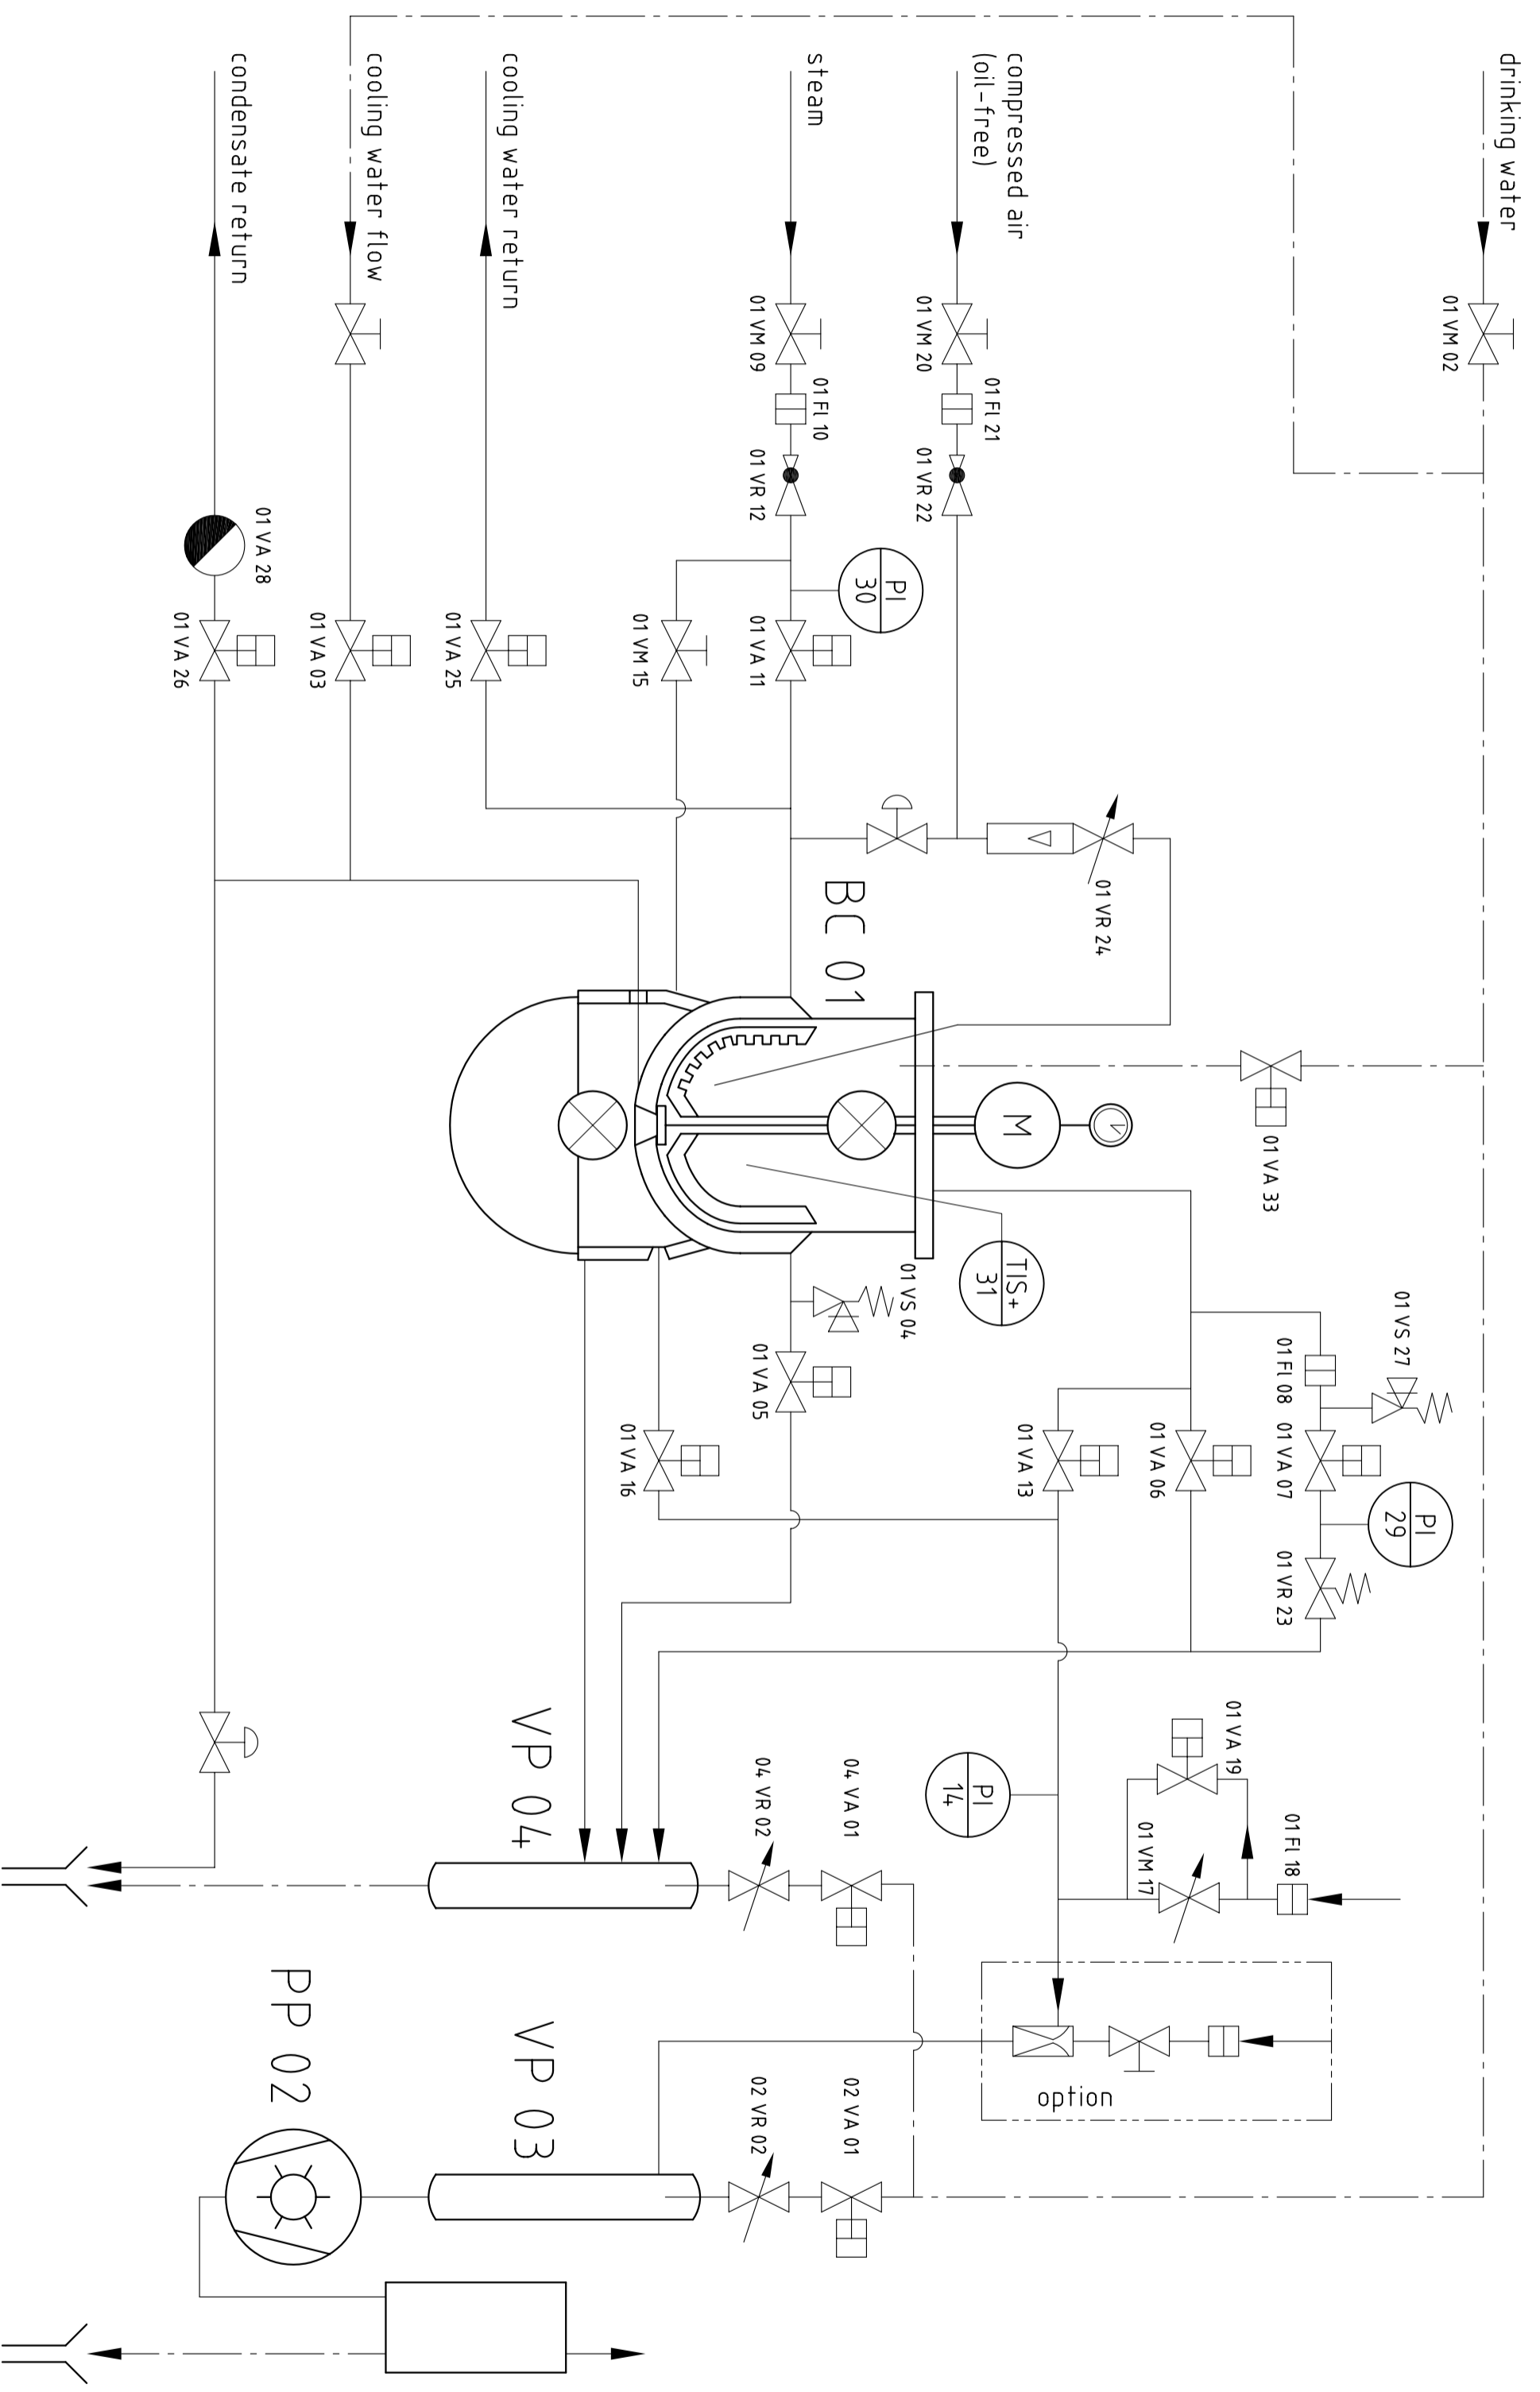 drinking water
01 VM 02
compressed air
(oil-free)
01 VM 20
01 FI 21
01 VR 22
steam
01 VM 09
01 FI 10
01 VR 12
PI
30
01 VA 11
01 VM 15
cooling water return
01 VA 25
cooling water flow
01 VA 03
condensate return
01 VA 28
01 VA 26
01 VR 24
BC 01
M
01 VA 33
TIS+
31
01 VS 04
01 VA 05
01 VA 16
01 VS 27
01 FI 08
01 VA 07
01 VA 06
01 VA 13
PI
29
01 VR 23
01 VA 19
01 FI 18
01 VM 17
PI
14
VP 04
04 VR 02
04 VA 01
option
VP 03
02 VR 02
02 VA 01
PP 02